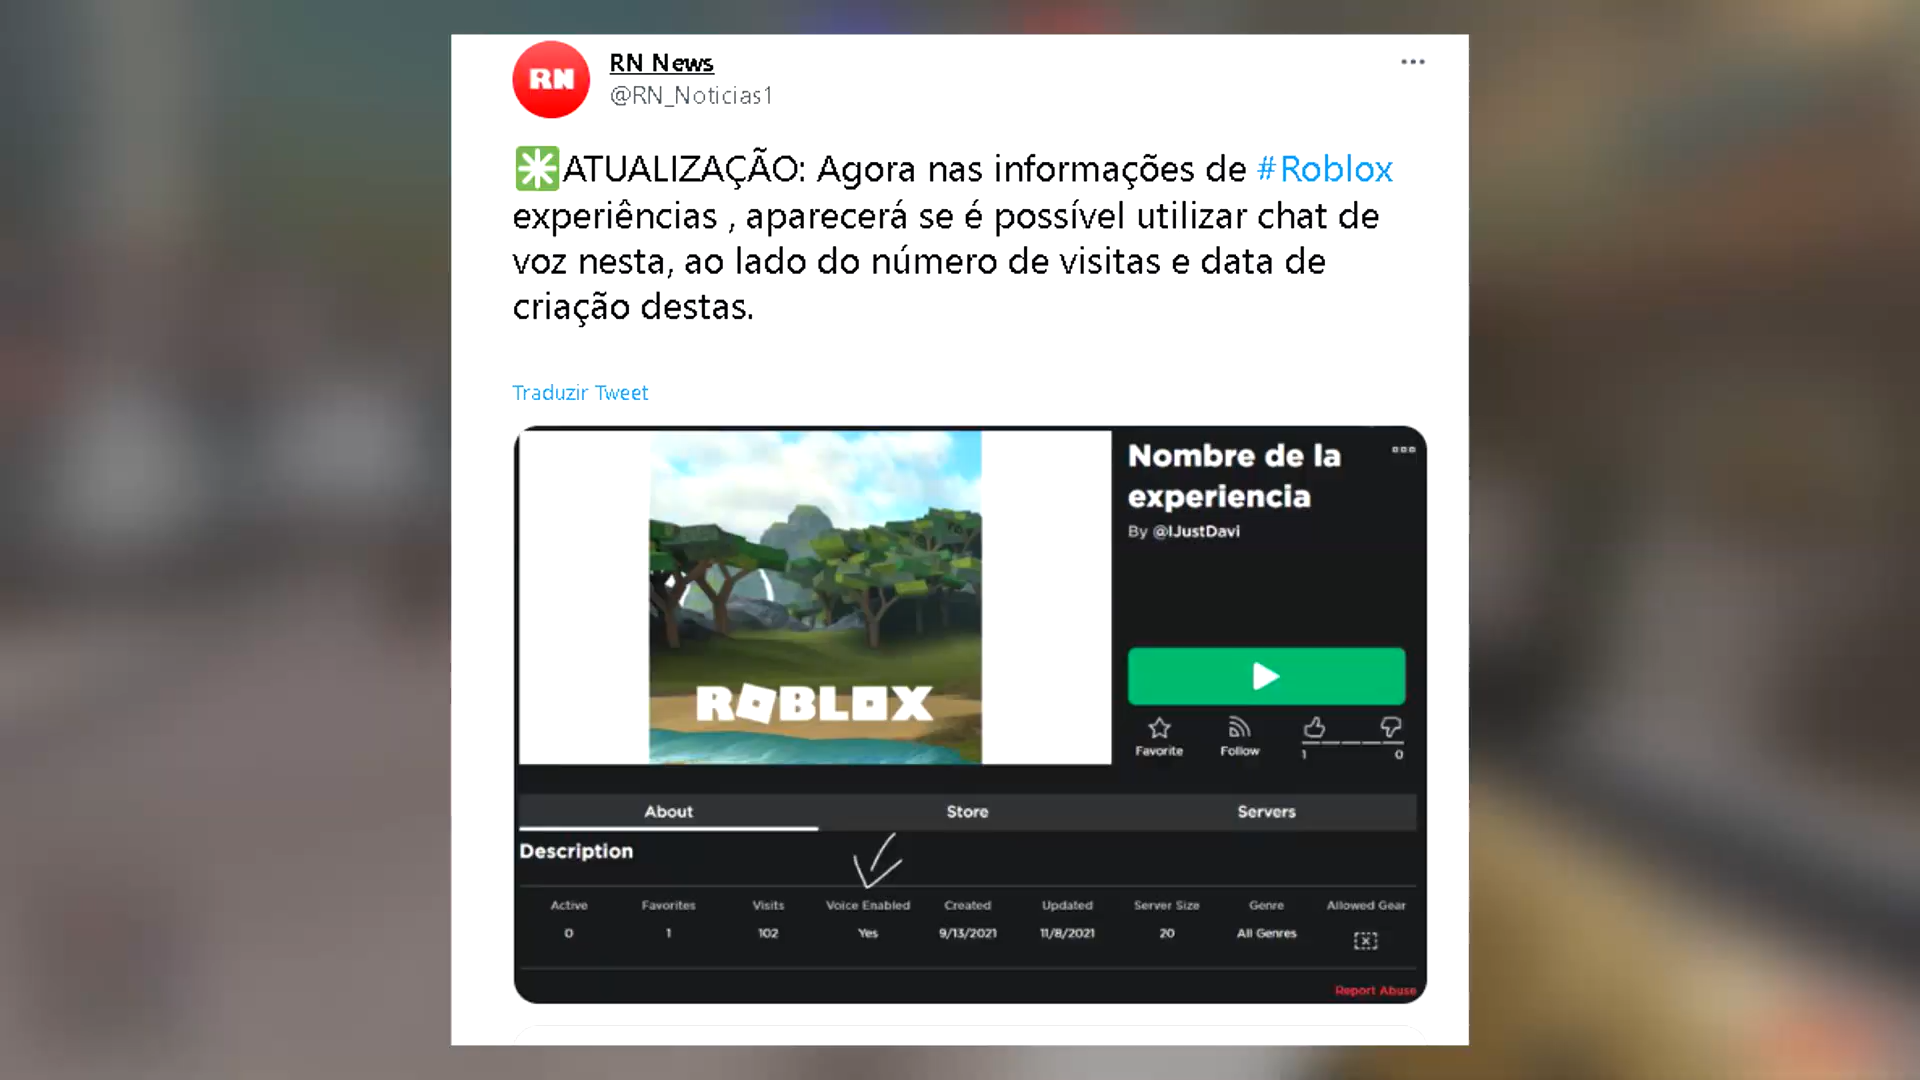 RN
RN News
@RN_Noticias1
✳️ATUALIZAÇÃO: Agora nas informações de #Roblox
experiências , aparecerá se é possível utilizar chat de
voz nesta, ao lado do número de visitas e data de
criação destas.
Traduzir Tweet
Nombre de la
experiencia
By @IJustDavi
ROBLOX
Favorite Follow 1 0
About Store Servers
Description
Active Favorites Visits Voice Enabled Created Updated Server Size Genre Allowed Gear
0 1 102 Yes 9/13/2021 11/8/2021 20 All Genres
Report Abuse